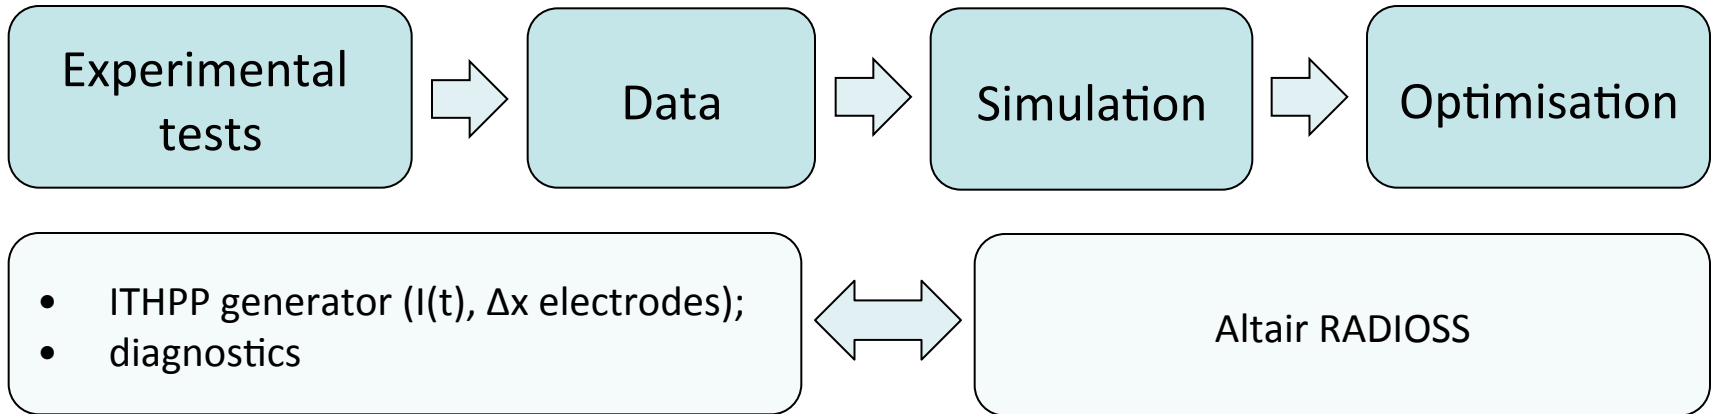 Experimental
tests
Data
Simulation
Optimisation
• ITHPP generator (I(t), Δx electrodes);
• diagnostics
Altair RADIOSS